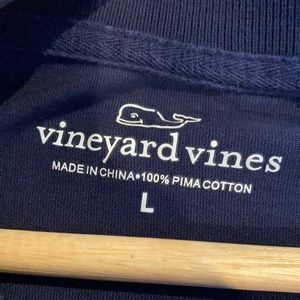 vineyard vines
MADE IN CHINA•100% PIMA COTTON
L